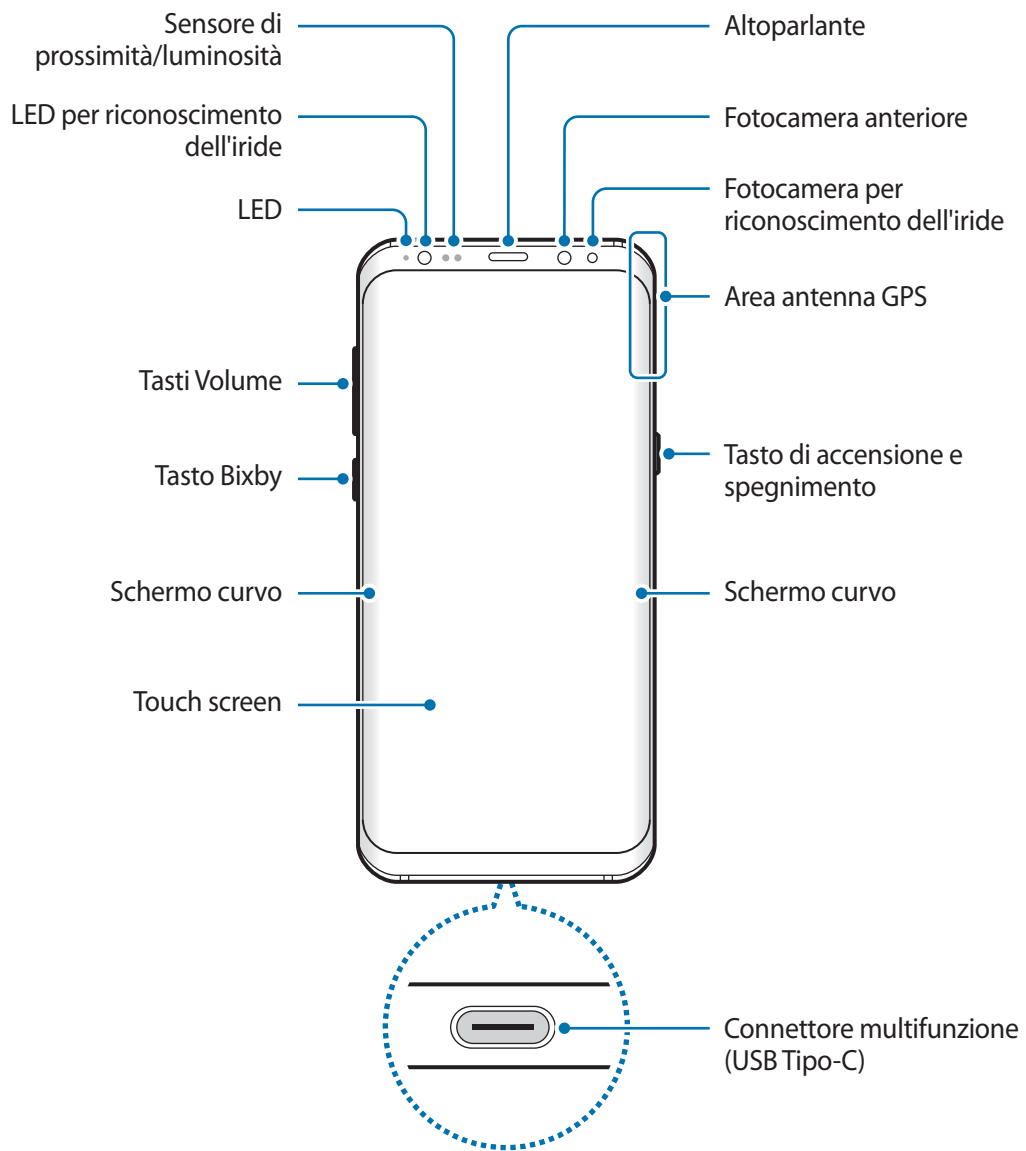 Sensore di
prossimità/luminosità
LED per riconoscimento
dell'iride
LED
Tasti Volume
Tasto Bixby
Schermo curvo
Touch screen
Altoparlante
Fotocamera anteriore
Fotocamera per
riconoscimento dell'iride
Area antenna GPS
Tasto di accensione e
spegnimento
Schermo curvo
Connettore multifunzione
(USB Tipo-C)